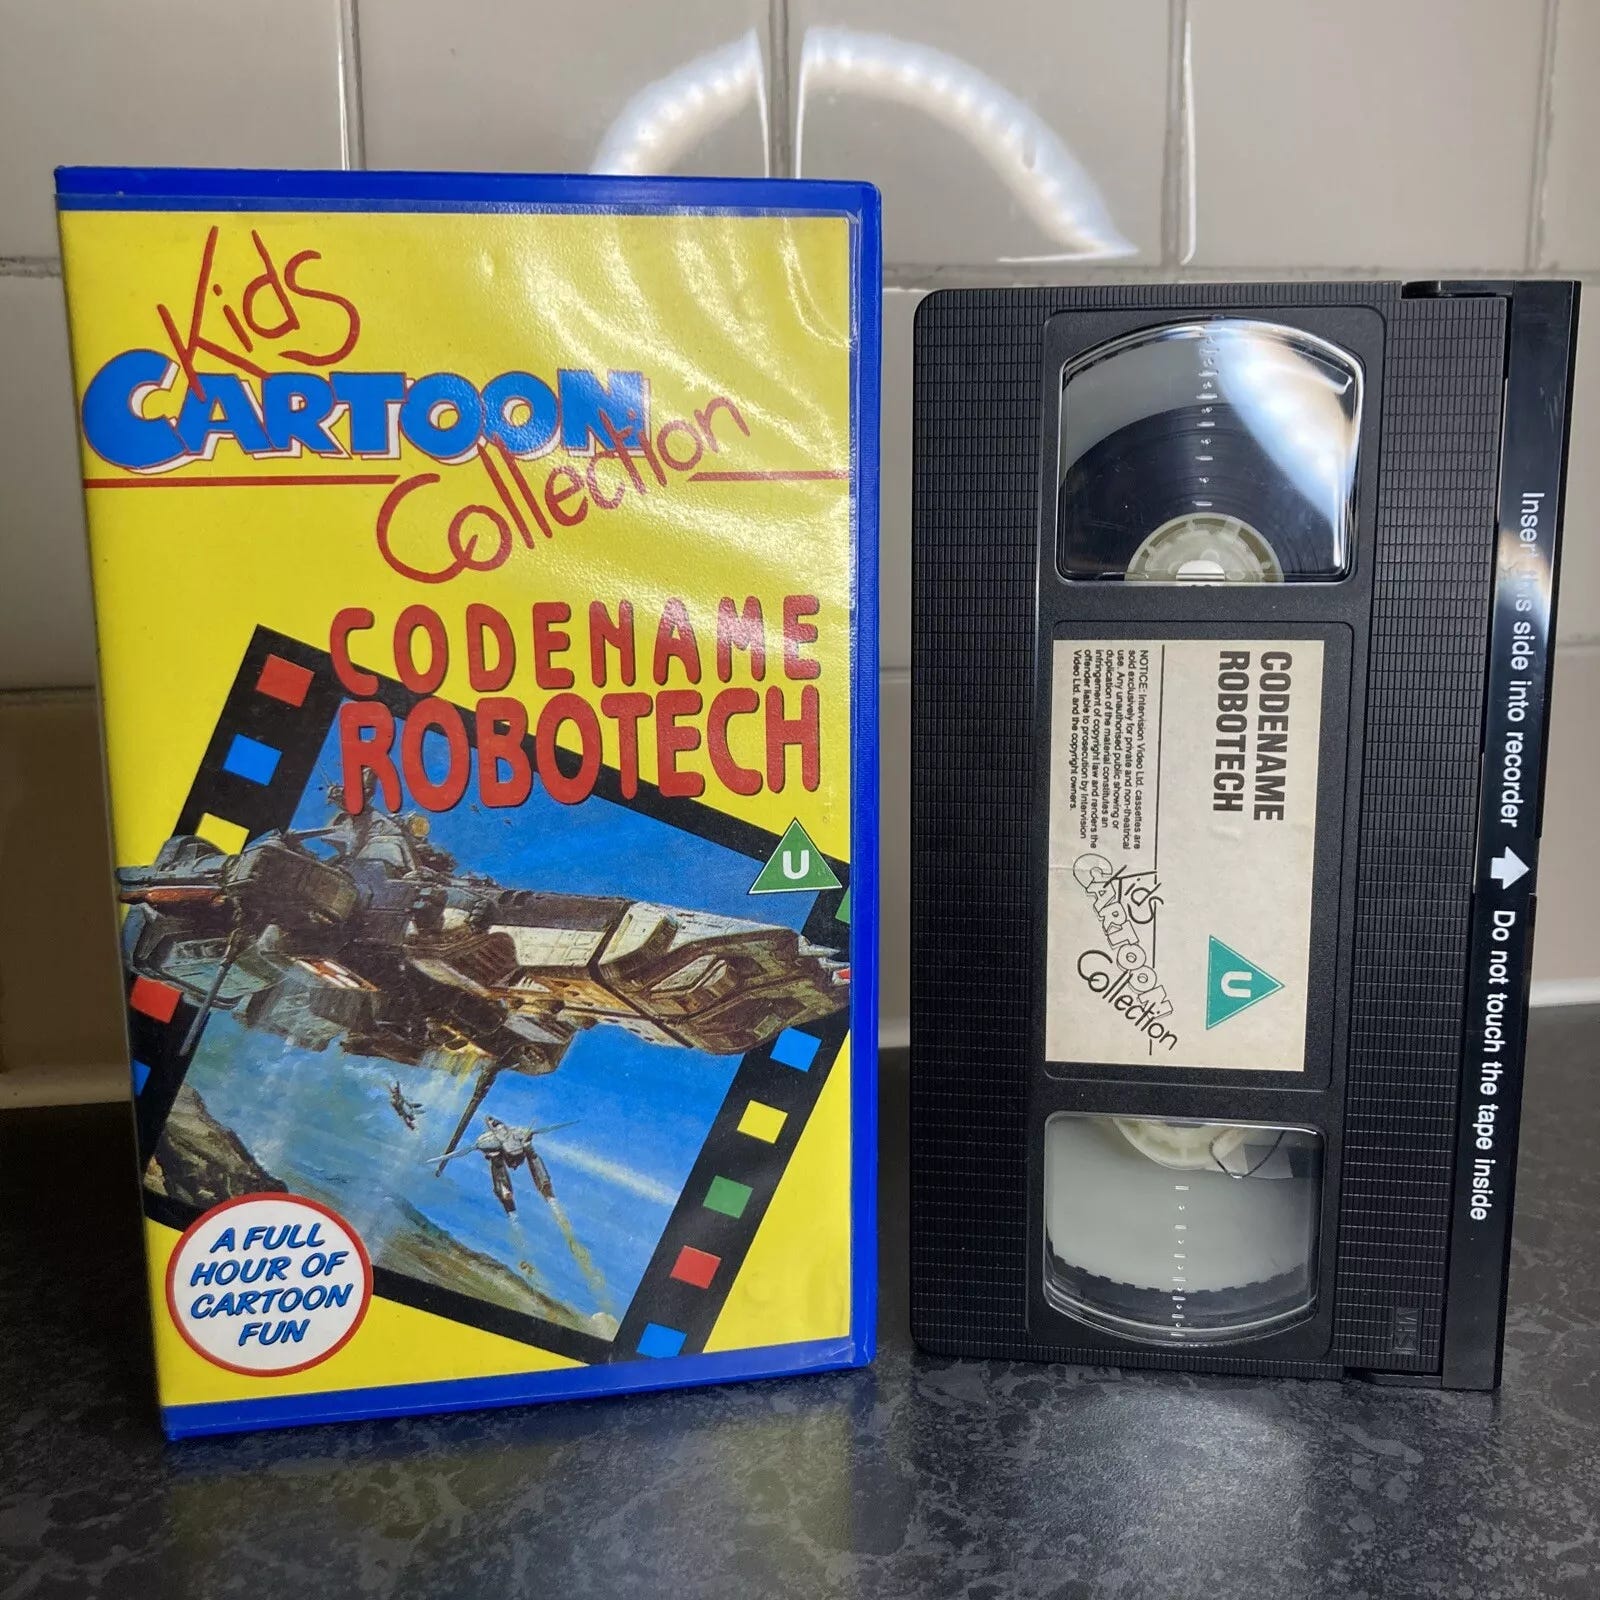 Kids
CARTOON
Collection
CODENAME
ROBOTECH
U
A FULL
HOUR OF
CARTOON
FUN
CODENAME
ROBOTECH
NOTICE: Intervision Video Ltd. cassettes are
sold exclusively for private and non-theatrical
use. Any unauthorised public showing or
duplication of the material constitutes an
infringement of copyright law and renders the
offender liable to prosecution by Intervision
Video Ltd. and the copyright owners.
Kids
CARTOON
Collection
U
Insert this side into recorder Do not touch the tape inside
VHS